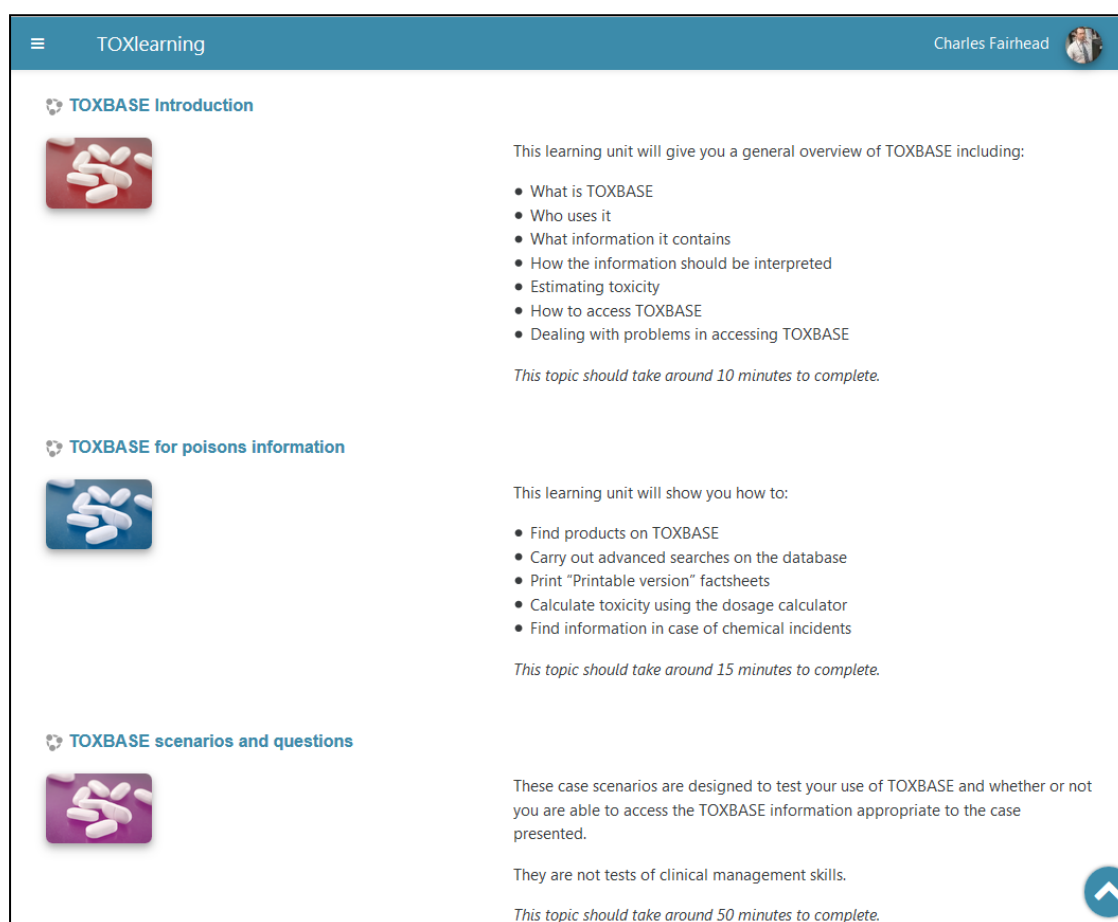 TOXlearning
Charles Fairhead
TOXBASE Introduction
This learning unit will give you a general overview of TOXBASE including:
• What is TOXBASE
• Who uses it
• What information it contains
• How the information should be interpreted
• Estimating toxicity
• How to access TOXBASE
• Dealing with problems in accessing TOXBASE
This topic should take around 10 minutes to complete.
TOXBASE for poisons information
This learning unit will show you how to:
• Find products on TOXBASE
• Carry out advanced searches on the database
• Print “Printable version” factsheets
• Calculate toxicity using the dosage calculator
• Find information in case of chemical incidents
This topic should take around 15 minutes to complete.
TOXBASE scenarios and questions
These case scenarios are designed to test your use of TOXBASE and whether or not
you are able to access the TOXBASE information appropriate to the case
presented.
They are not tests of clinical management skills.
This topic should take around 50 minutes to complete.